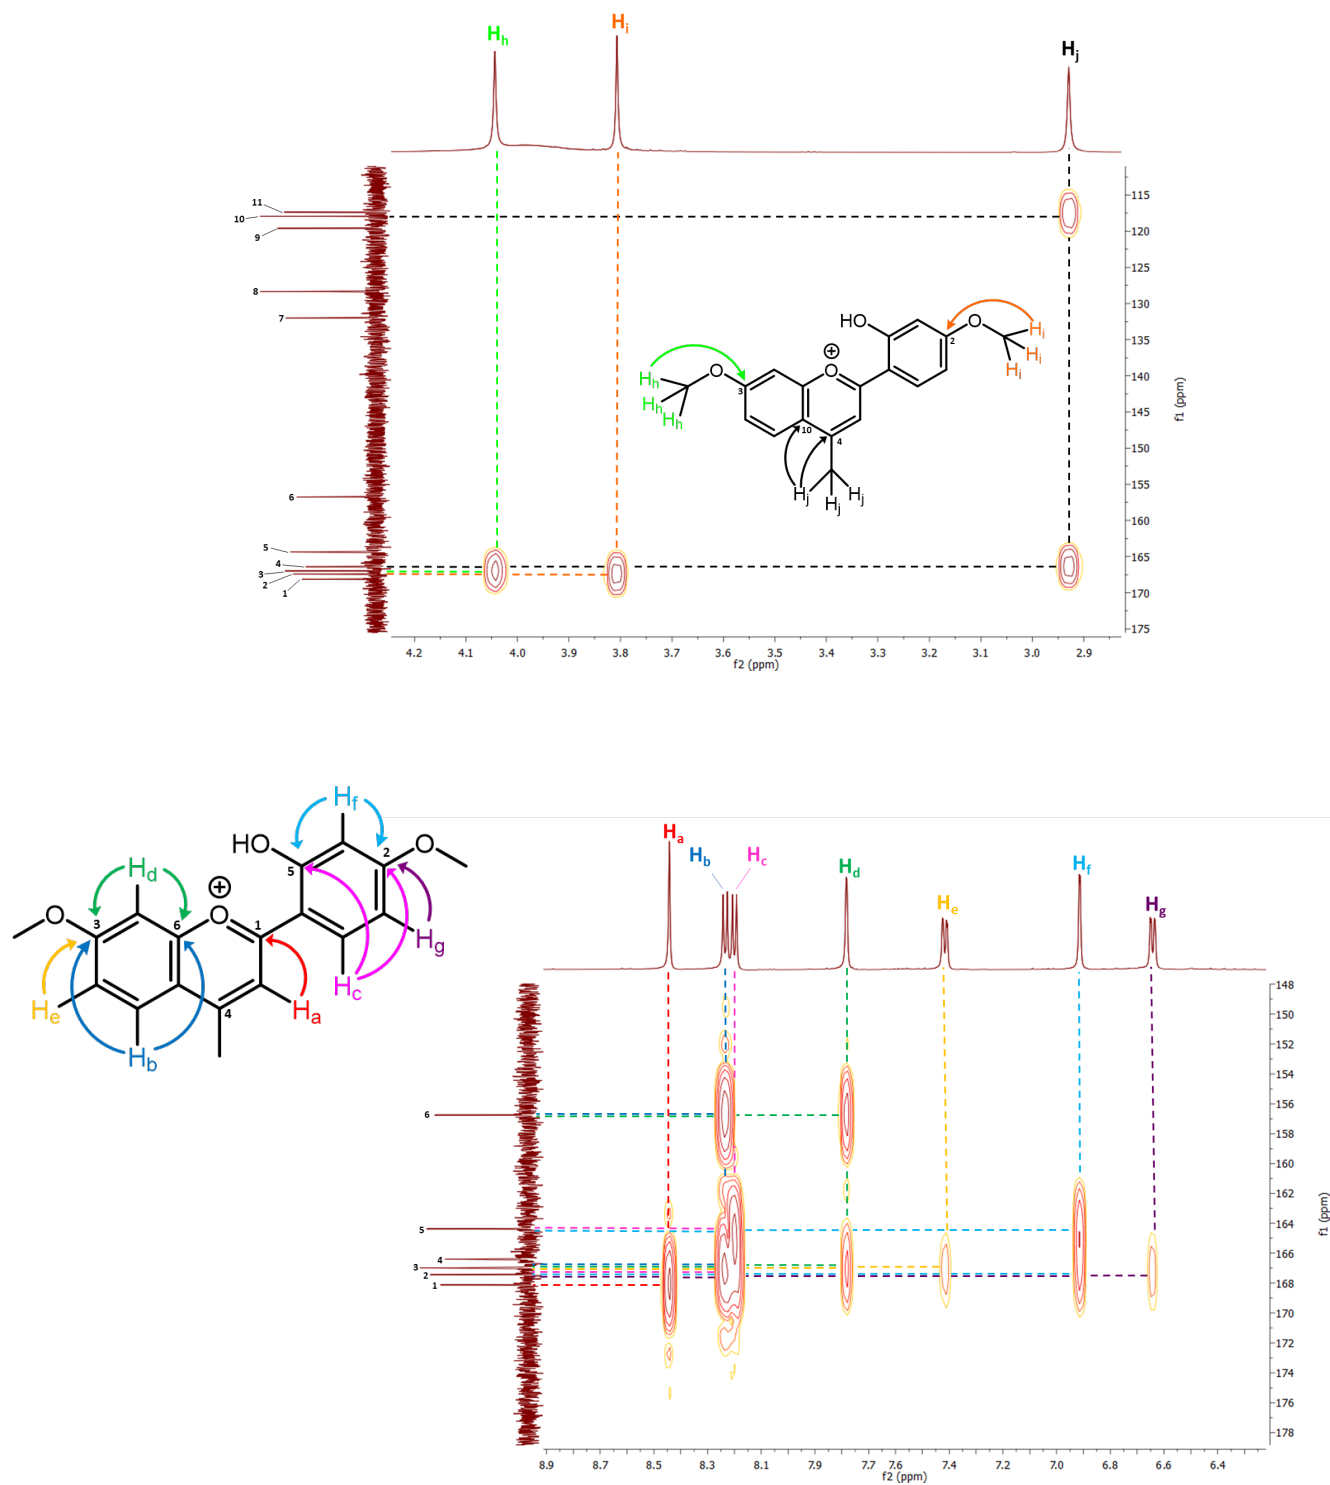 Hh
Hi
Hj
11
10
9
8
7
6
5
4
3
2
1
115
120
125
130
135
140
145
150
155
160
165
170
175
f1 (ppm)
4.2 4.1 4.0 3.9 3.8 3.7 3.6 3.5 3.4 3.3 3.2 3.1 3.0 2.9
f2 (ppm)
HO
O
Hi
Hi
Hi
2
⊕
O
O
3
Hh
Hh
Hh
10
4
Hj
Hj
Hj
Hf
HO
2
O
5
Hd
⊕
O
3
6
O
1
Hg
Hc
He
Ha
4
Hb
Ha
Hb
Hc
Hd
He
Hf
Hg
6
5
4
3
2
1
148
150
152
154
156
158
160
162
164
166
168
170
172
174
176
178
f1 (ppm)
8.9 8.7 8.5 8.3 8.1 7.9 7.7 7.6 7.4 7.2 7.0 6.8 6.6 6.4
f2 (ppm)